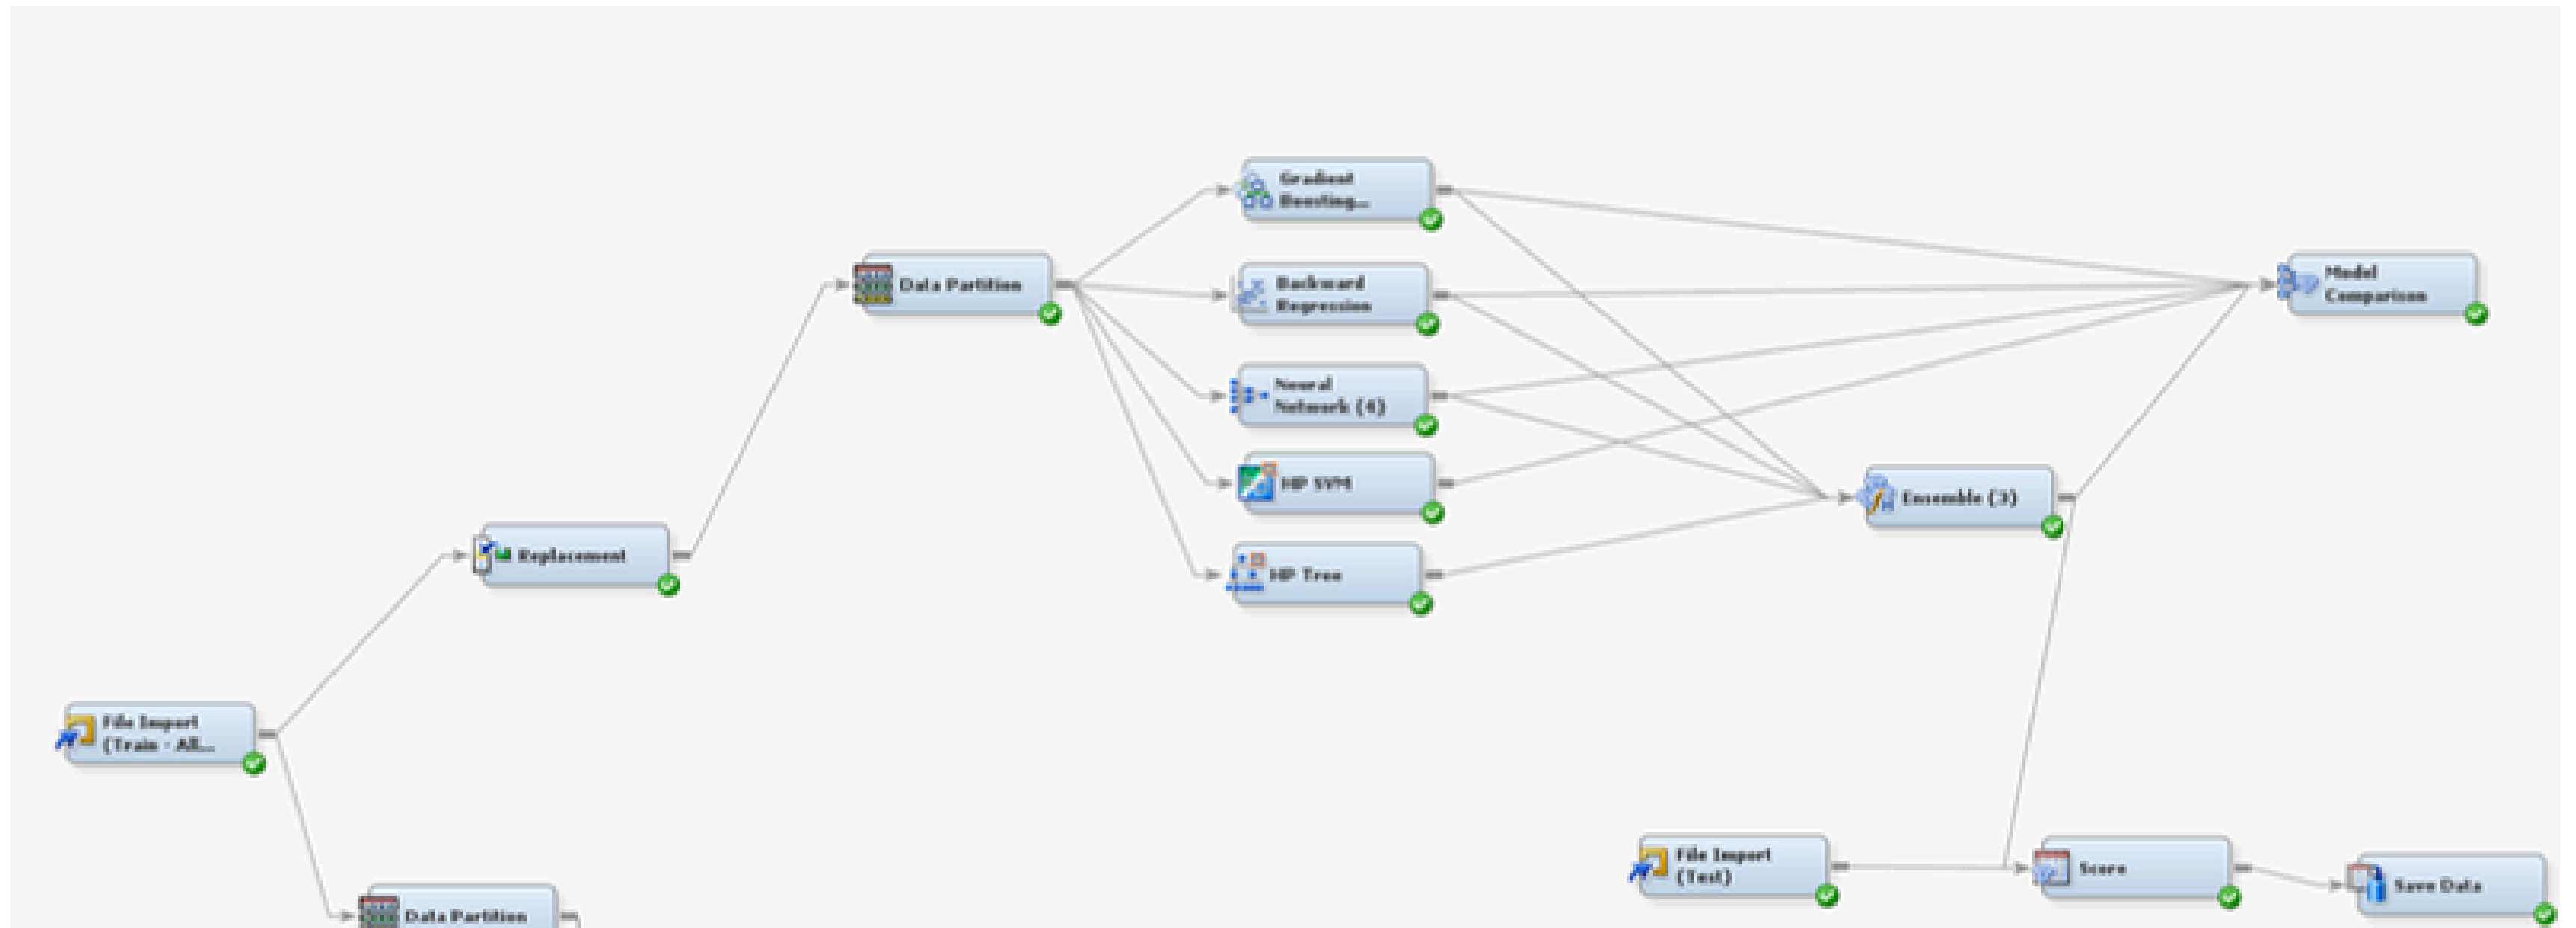 Gradient
Boosting...
Data Partition
Backward
Regression
Model
Comparison
Neural
Network (4)
HP SVM
Ensemble (3)
Replacement
HP Tree
File Import
(Train - All...
File Import
(Test)
Score
Save Data
Data Partition